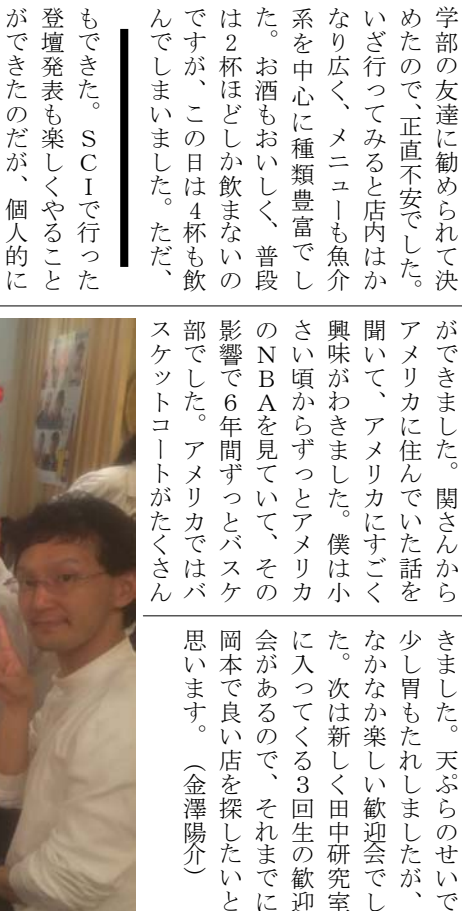 学部の友達に勧められて決
めたので、正直不安でした。
いざ行ってみると店内はか
なり広く、メニューも魚介
系を中心に種類豊富でし
た。お酒もおいしく、普段
は2杯ほどしか飲まないの
ですが、この日は4杯も飲
んでしまいました。ただ、
もできた。SCIで行った
登壇発表も楽しくやること
ができたのだが、個人的に
ができました。関さんから
アメリカに住んでいた話を
聞いて、アメリカにすごく
興味がわきました。僕は小
さい頃からずっとアメリカ
のNBAを見ていて、その
影響で6年間ずっとバスケ
部でした。アメリカではバ
スケットコートがたくさん
きました。天ぷらのせいで
少し胃もたれしましたが、
なかなか楽しい歓迎会でし
た。次は新しく田中研究室
に入ってくる3回生の歓迎
会があるので、それまでに
岡本で良い店を探したいと
思います。（金澤陽介）